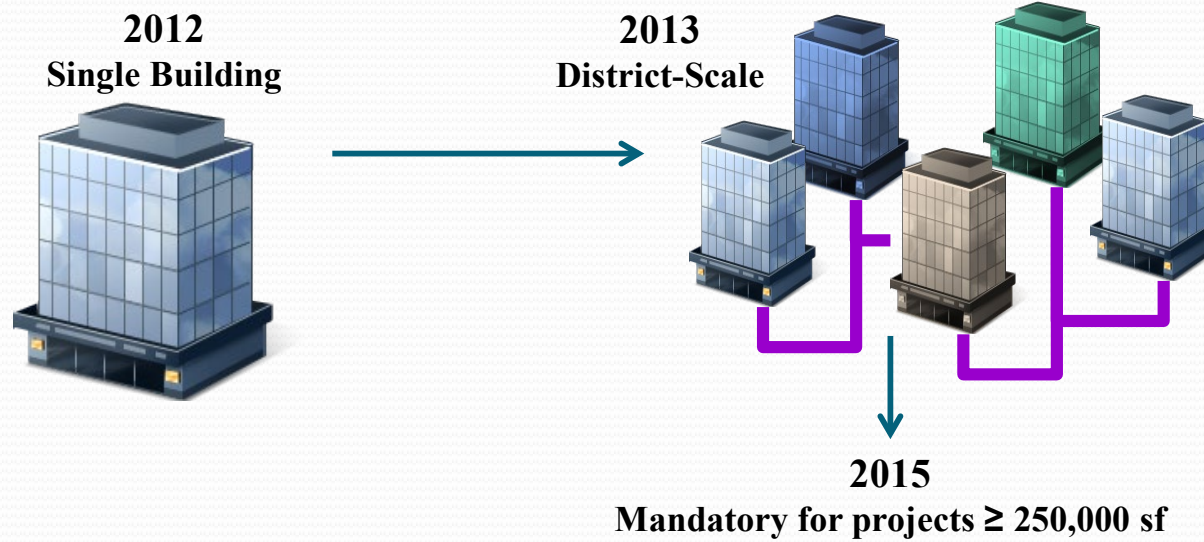 2012
Single Building
2013
District-Scale
2015
Mandatory for projects ≥ 250,000 sf